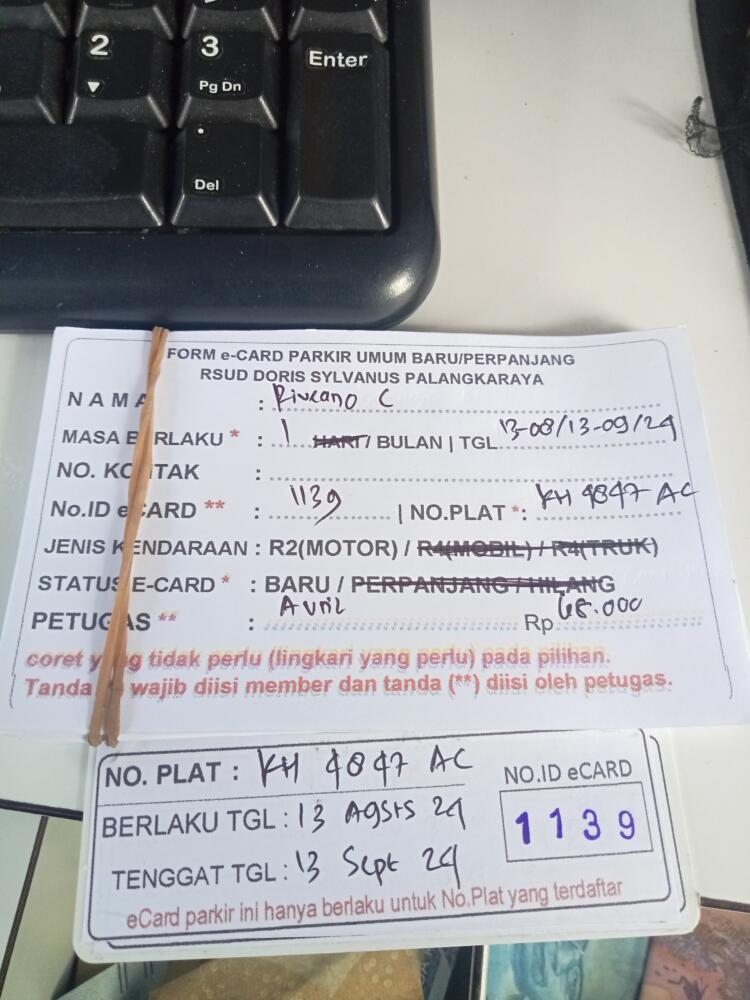 2
3
Pg Dn
Enter
.
Del
FORM e-CARD PARKIR UMUM BARU/PERPANJANG
RSUD DORIS SYLVANUS PALANGKARAYA
NAMA : C
MASA BERLAKU * : 1 HARI / BULAN | TGL 13-08/13-09/24
NO. KONTAK :
No.ID eCARD ** : 1139 | NO.PLAT *: KH 4847 AC
JENIS KENDARAAN : R2(MOTOR) / R4(MOBIL) / R4(TRUK)
STATUS E-CARD * : BARU / PERPANJANG / HILANG
PETUGAS ** : Avril Rp 68.000
coret yang tidak perlu (lingkari yang perlu) pada pilihan.
Tanda wajib diisi member dan tanda (**) diisi oleh petugas.
NO. PLAT : KH 4847 AC
NO.ID eCARD
BERLAKU TGL : 13 Agsts 24
1139
TENGGAT TGL : 13 Sept 24
eCard parkir ini hanya berlaku untuk No.Plat yang terdaftar